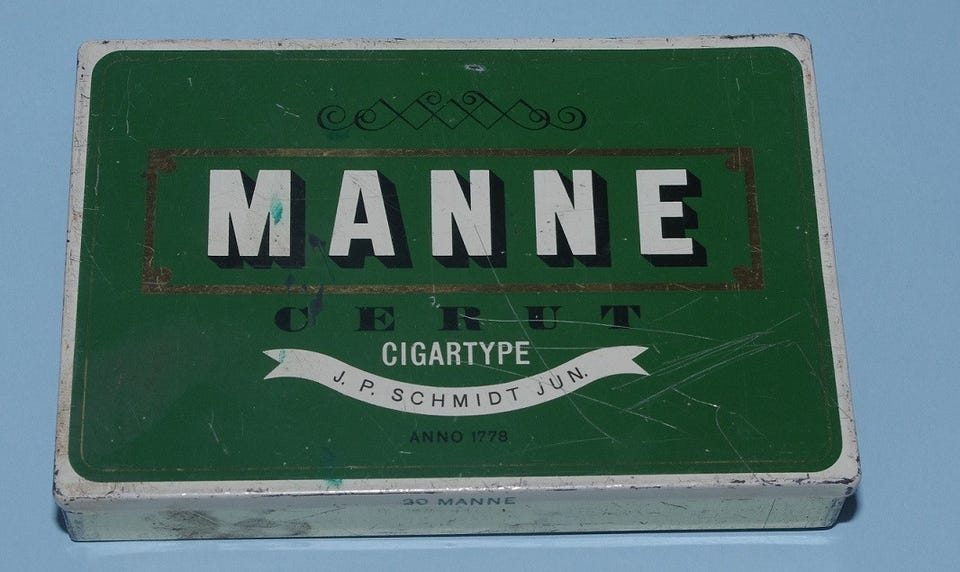 MANNE
CERUT
CIGARTYPE
J. P. SCHMIDT JUN.
ANNO 1778
30 MANNE